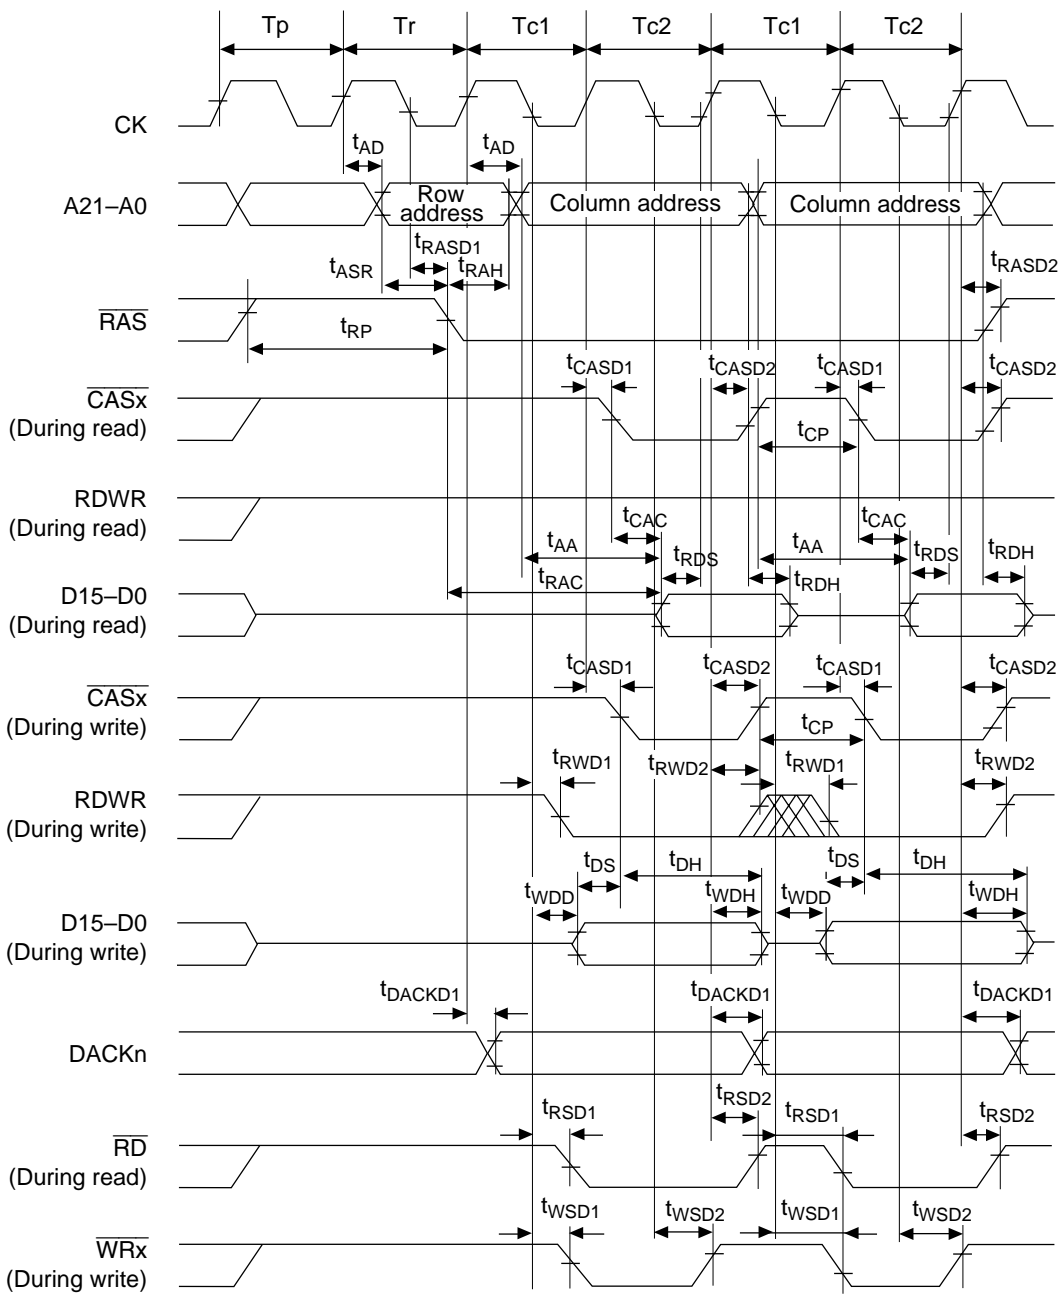 Tp Tr Tc1 Tc2 Tc1 Tc2
CK
tAD tAD
A21–A0
Row address
Column address
Column address
tRASD1
tASR tRAH
tRASD2
RAS
tRP
tCASD1 tCASD2 tCASD1 tCASD2
CASx
(During read)
tCP
RDWR
(During read)
tCAC tCAC
tAA tRDS tAA tRDS tRDH
tRAC tRDH
D15–D0
(During read)
tCASD1 tCASD2 tCASD1 tCASD2
CASx
(During write)
tCP
tRWD1 tRWD2 tRWD1 tRWD2
RDWR
(During write)
tDS tDH tDS tDH
tWDD tWDH tWDD tWDH
D15–D0
(During write)
tDACKD1 tDACKD1 tDACKD1
DACKn
tRSD1 tRSD2 tRSD1 tRSD2
RD
(During read)
tWSD1 tWSD2 tWSD1 tWSD2
WRx
(During write)